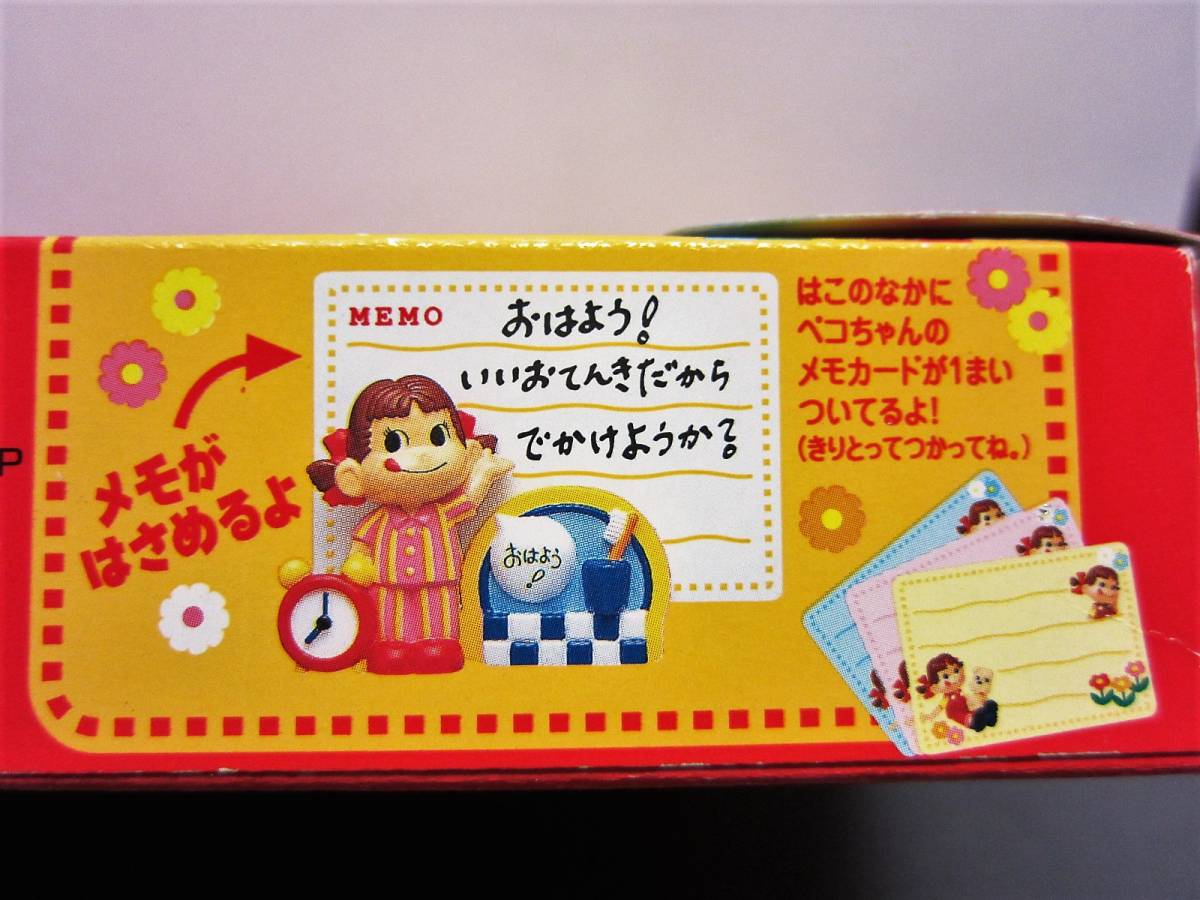 P
メモが
はさめるよ
MEMO
おはよう!
いいおてんきだから
でかけようか?
おはよう
!
はこのなかに
ペコちゃんの
メモカードが1まい
ついてるよ!
(きりとってつかってね。)